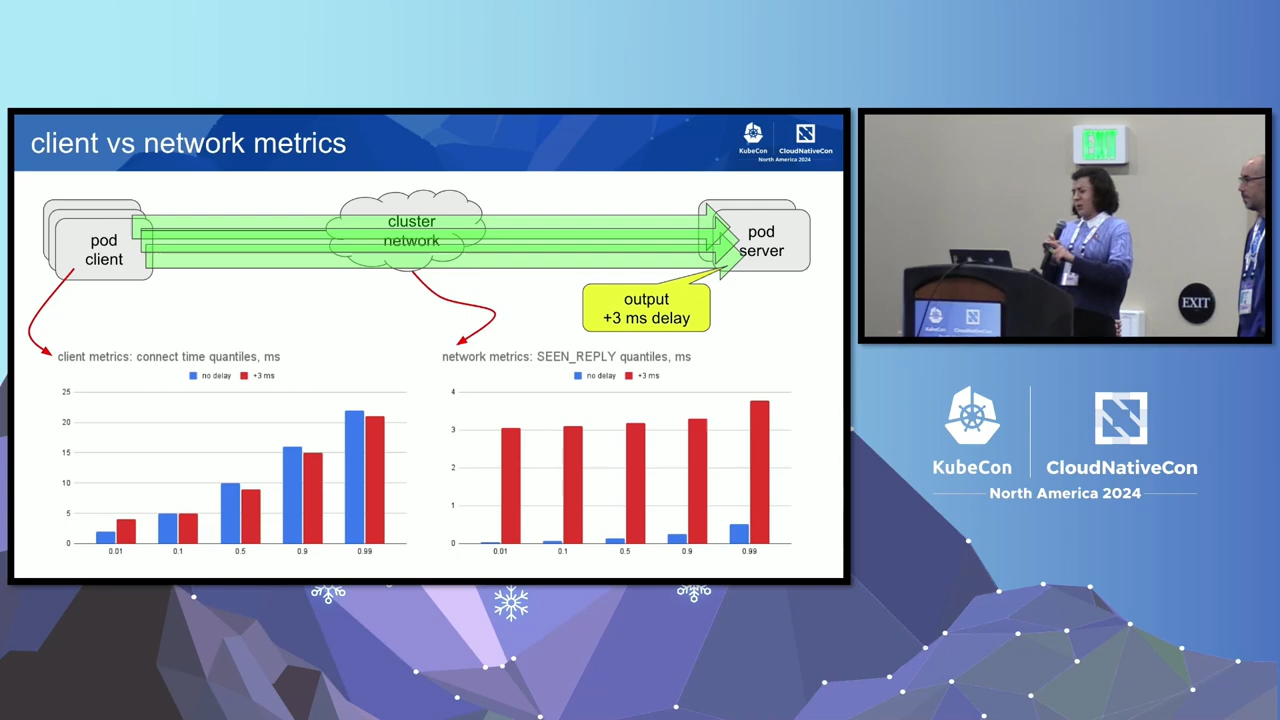 client vs network metrics
KubeCon
CloudNativeCon
North America 2024
pod
client
cluster
network
pod
server
output
+3 ms delay
client metrics: connect time quantiles, ms
no delay
+3 ms
25
20
15
10
5
0
0.01
0.1
0.5
0.9
0.99
network metrics: SEEN_REPLY quantiles, ms
no delay
+3 ms
4
3
2
1
0
0.01
0.1
0.5
0.9
0.99
EXIT
KubeCon
CloudNativeCon
North America 2024